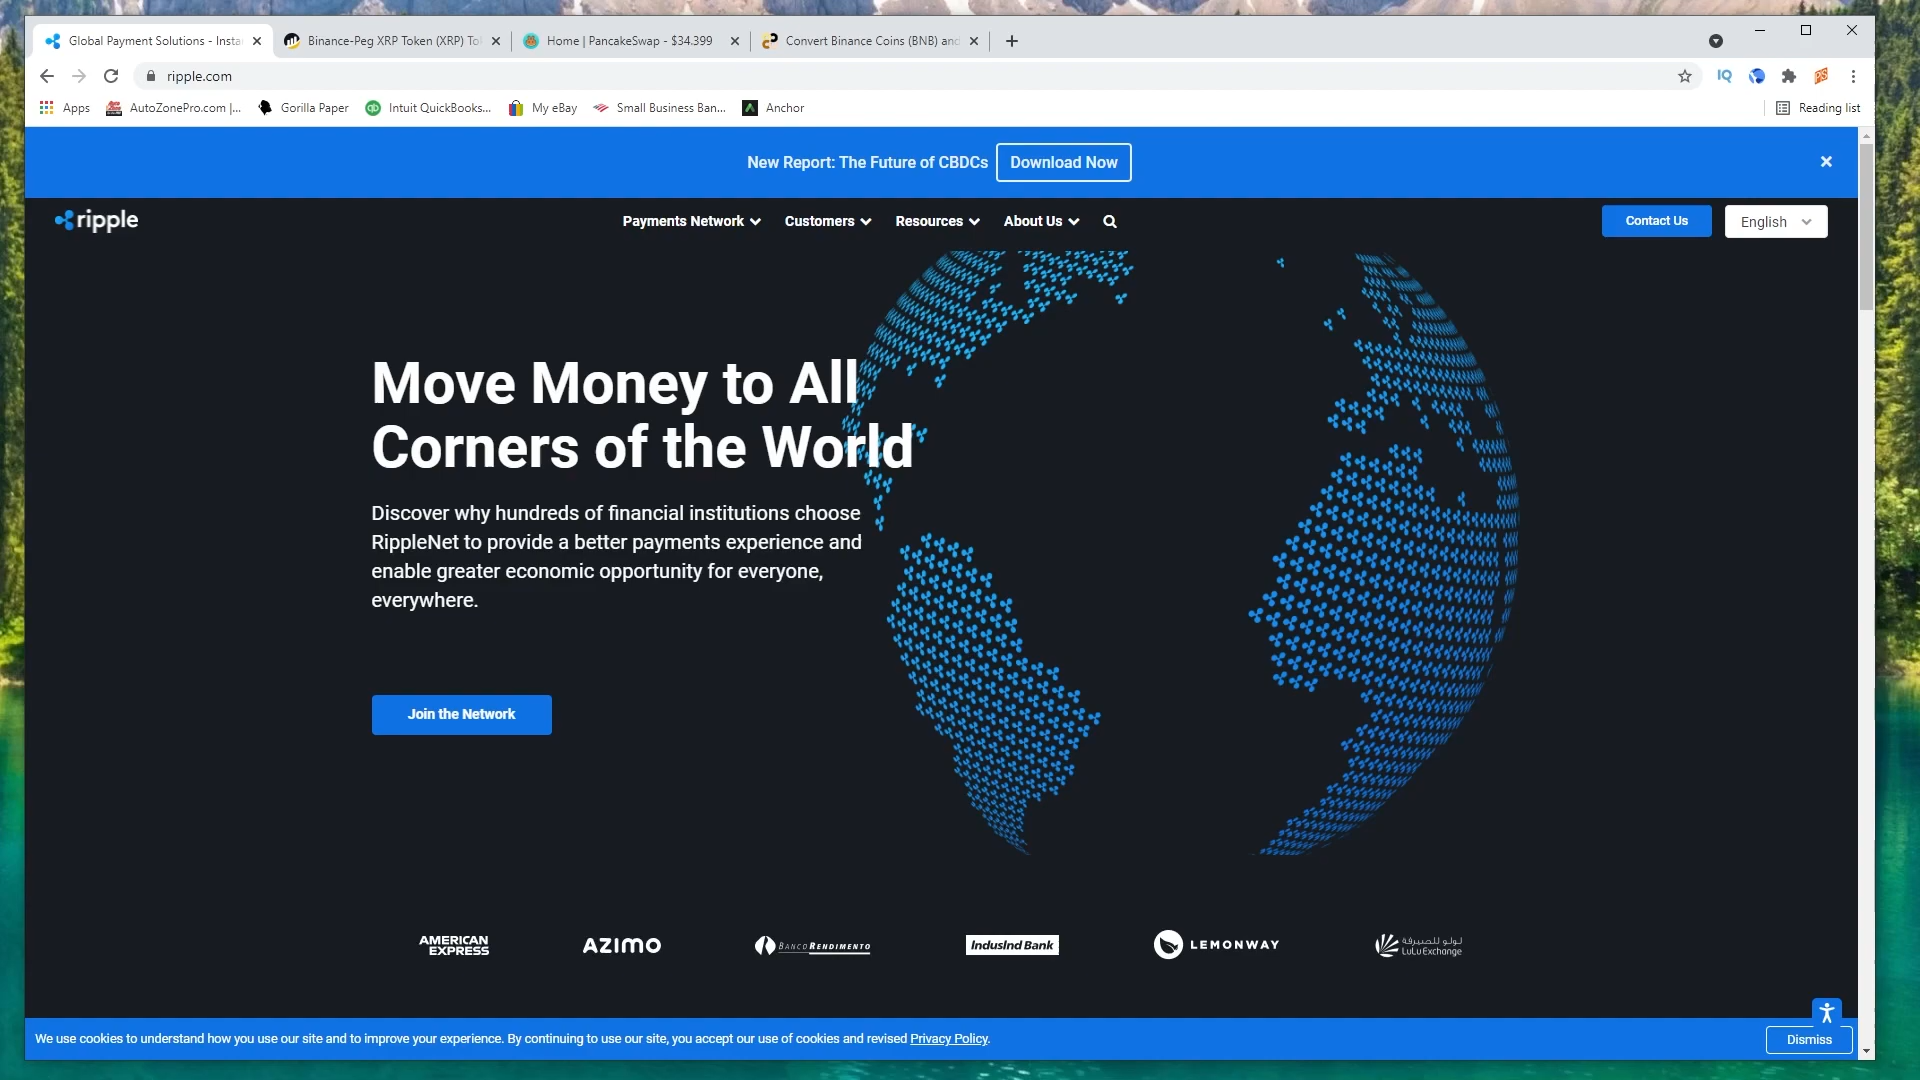 Global Payment Solutions - Insta
Binance-Peg XRP Token (XRP) To
Home | PancakeSwap - $34.399
Convert Binance Coins (BNB) and
ripple.com
IQ
Apps
AutoZonePro.com |...
Gorilla Paper
qb
Intuit QuickBooks...
My eBay
Small Business Ban...
Anchor
Reading list
New Report: The Future of CBDCs
Download Now
ripple
Payments Network
Customers
Resources
About Us
Contact Us
English
Move Money to All
Corners of the World
Discover why hundreds of financial institutions choose
RippleNet to provide a better payments experience and
enable greater economic opportunity for everyone,
everywhere.
Join the Network
AMERICAN
EXPRESS
AZIMO
BANCO RENDIMENTO
IndusInd Bank
LEMONWAY
لولو للصيرفة
LuLu Exchange
We use cookies to understand how you use our site and to improve your experience. By continuing to use our site, you accept our use of cookies and revised Privacy Policy.
Dismiss